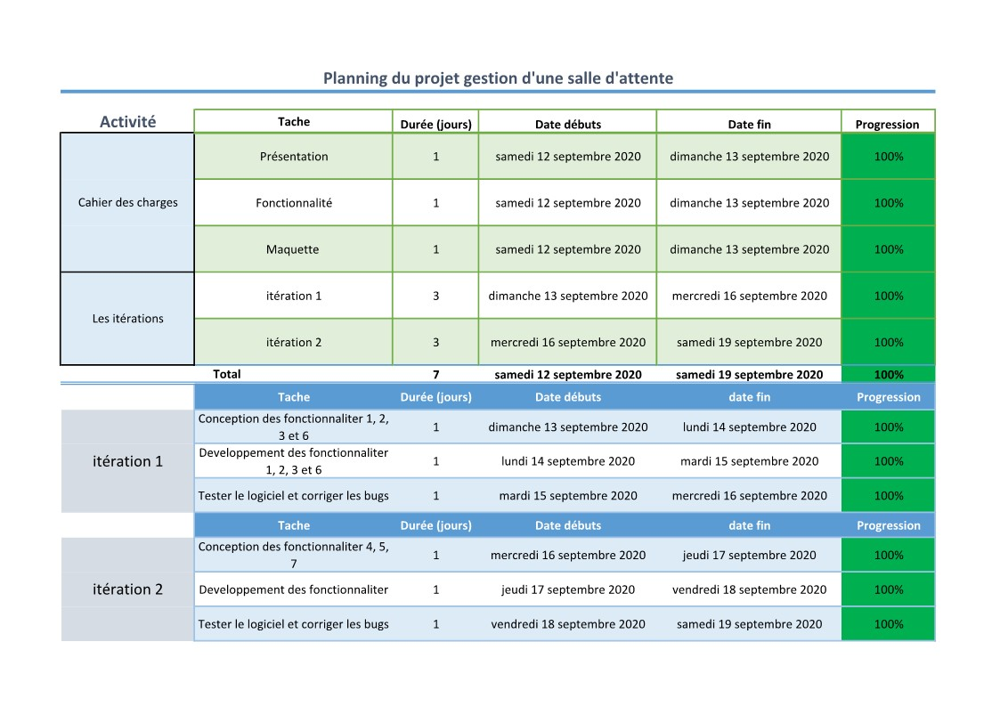 Planning du projet gestion d'une salle d'attente
Activité Tache Durée (jours) Date débuts Date fin Progression
Cahier des charges
Présentation 1 samedi 12 septembre 2020 dimanche 13 septembre 2020 100%
Fonctionnalité 1 samedi 12 septembre 2020 dimanche 13 septembre 2020 100%
Maquette 1 samedi 12 septembre 2020 dimanche 13 septembre 2020 100%
Les itérations
itération 1 3 dimanche 13 septembre 2020 mercredi 16 septembre 2020 100%
itération 2 3 mercredi 16 septembre 2020 samedi 19 septembre 2020 100%
Total 7 samedi 12 septembre 2020 samedi 19 septembre 2020 100%
Tache Durée (jours) Date débuts date fin Progression
itération 1
Conception des fonctionnaliter 1, 2,
3 et 6 1 dimanche 13 septembre 2020 lundi 14 septembre 2020 100%
Developpement des fonctionnaliter
1, 2, 3 et 6 1 lundi 14 septembre 2020 mardi 15 septembre 2020 100%
Tester le logiciel et corriger les bugs 1 mardi 15 septembre 2020 mercredi 16 septembre 2020 100%
Tache Durée (jours) Date débuts date fin Progression
itération 2
Conception des fonctionnaliter 4, 5,
7 1 mercredi 16 septembre 2020 jeudi 17 septembre 2020 100%
Developpement des fonctionnaliter 1 jeudi 17 septembre 2020 vendredi 18 septembre 2020 100%
Tester le logiciel et corriger les bugs 1 vendredi 18 septembre 2020 samedi 19 septembre 2020 100%